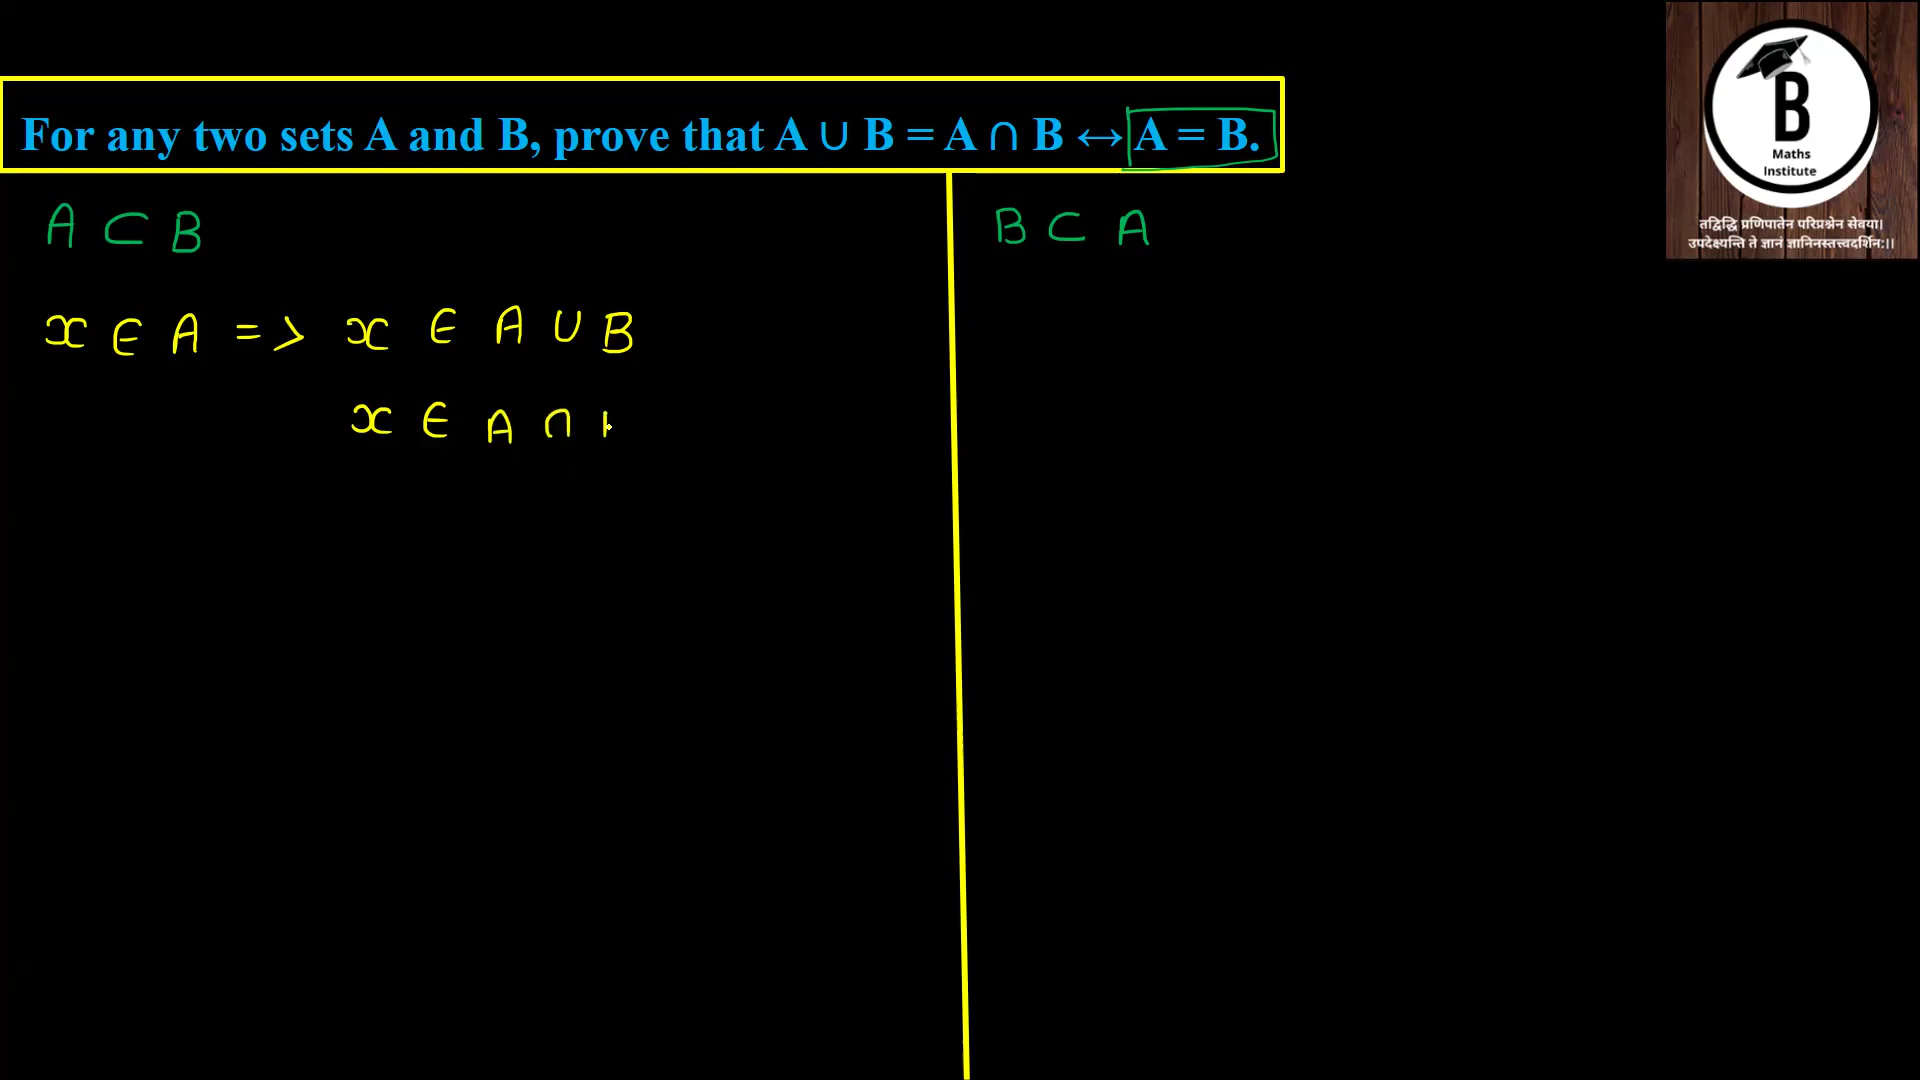 For any two sets A and B, prove that A ∪ B = A ∩ B ↔ A = B.
A ⊂ B
x ∈ A => x ∈ A ∪ B
x ∈ A ∩
B ⊂ A
B
Maths
Institute
तद्विद्धि प्रणिपातेन परिप्रश्नेन सेवया।
उपदेक्ष्यन्ति ते ज्ञानं ज्ञानिनस्तत्त्वदर्शिन:।।